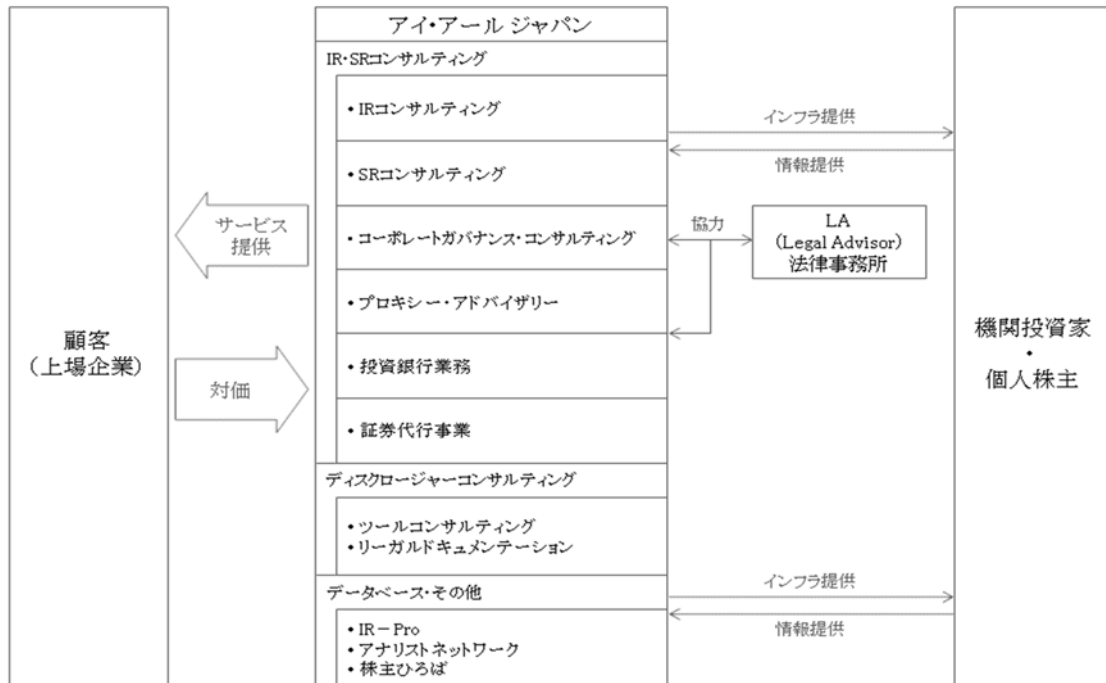 アイ・アール ジャパン
IR・SRコンサルティング
・IRコンサルティング
・SRコンサルティング
・コーポレートガバナンス・コンサルティング
・プロキシー・アドバイザリー
・投資銀行業務
・証券代行事業
ディスクロージャーコンサルティング
・ツールコンサルティング
・リーガルドキュメンテーション
データベース・その他
・IR－Pro
・アナリストネットワーク
・株主ひろば
顧客
（上場企業）
サービス
提供
対価
インフラ提供
情報提供
協力
LA
（Legal Advisor）
法律事務所
機関投資家
・
個人株主
インフラ提供
情報提供